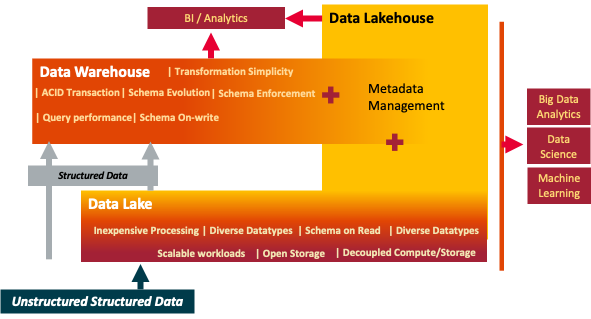 BI / Analytics
Data Lakehouse
Data Warehouse | Transformation Simplicity
| ACID Transaction | Schema Evolution | Schema Enforcement
| Query performance | Schema On-write
Metadata
Management
Big Data
Analytics
Data
Science
Machine
Learning
Structured Data
Data Lake
Inexpensive Processing | Diverse Datatypes | Schema on Read | Diverse Datatypes
Scalable workloads | Open Storage | Decoupled Compute/Storage
Unstructured Structured Data